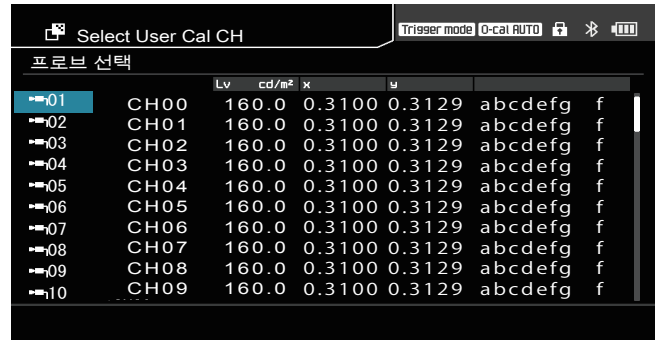 Select User Cal CH Trigger mode 0-cal AUTO
프로브 선택
Lv cd/m² x y
01 CH00 160.0 0.3100 0.3129 abcdefg f
02 CH01 160.0 0.3100 0.3129 abcdefg f
03 CH02 160.0 0.3100 0.3129 abcdefg f
04 CH03 160.0 0.3100 0.3129 abcdefg f
05 CH04 160.0 0.3100 0.3129 abcdefg f
06 CH05 160.0 0.3100 0.3129 abcdefg f
07 CH06 160.0 0.3100 0.3129 abcdefg f
08 CH07 160.0 0.3100 0.3129 abcdefg f
09 CH08 160.0 0.3100 0.3129 abcdefg f
10 CH09 160.0 0.3100 0.3129 abcdefg f